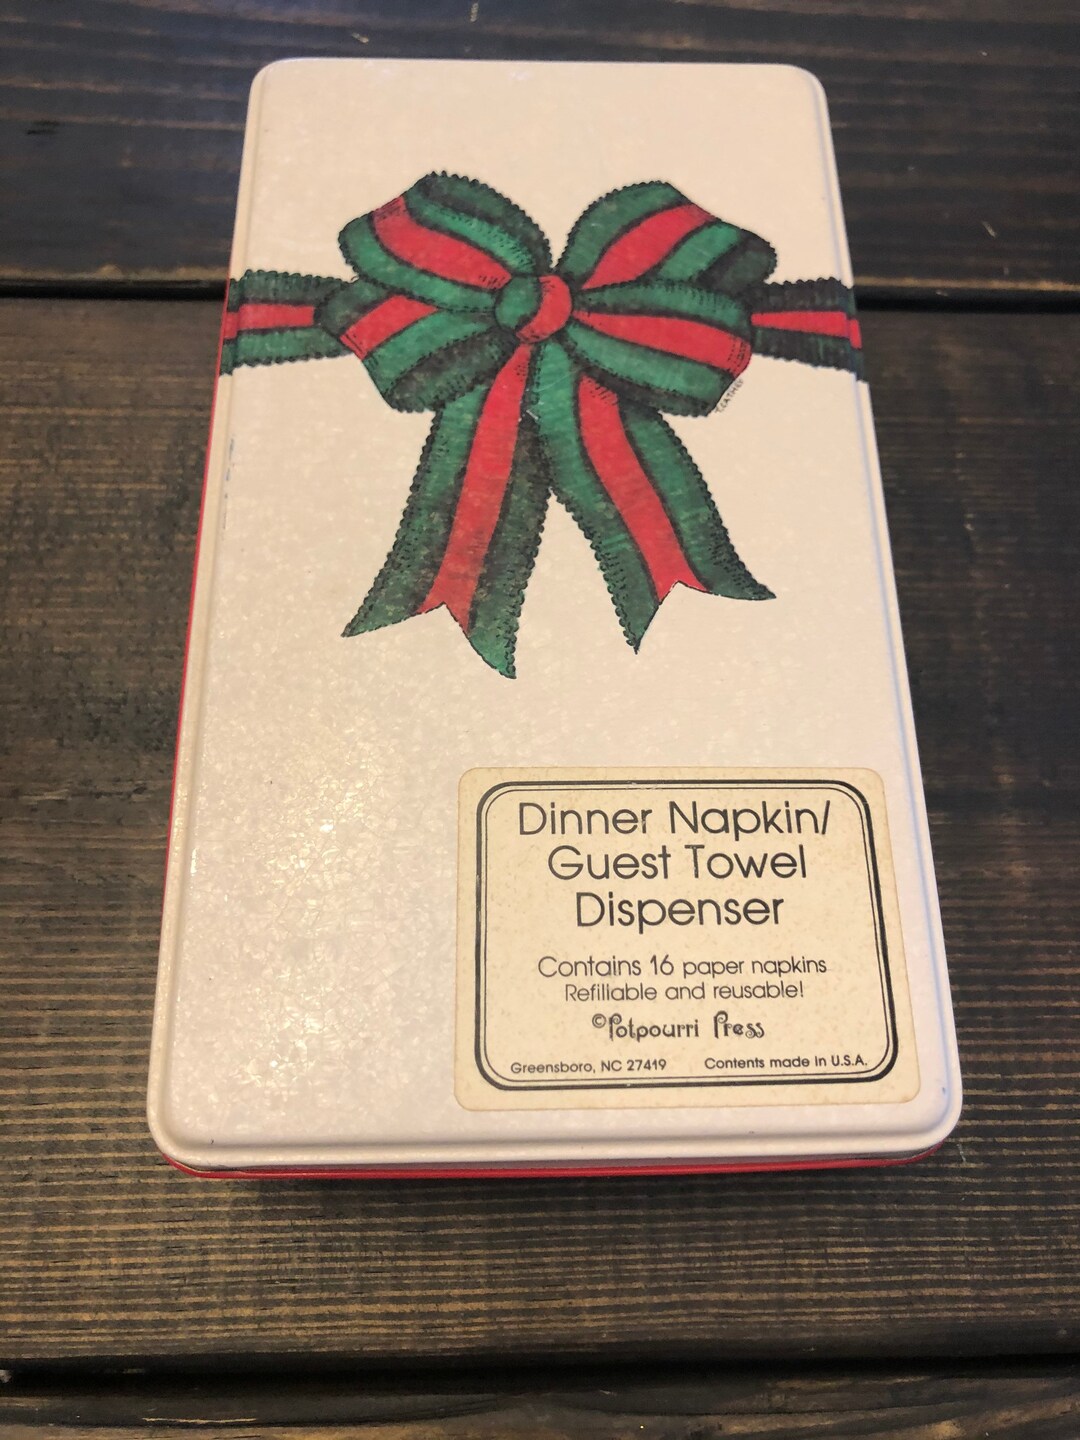 Dinner Napkin/
Guest Towel
Dispenser
Contains 16 paper napkins
Refillable and reusable!
©Potpourri Press
Greensboro, NC 27419 Contents made in U.S.A.